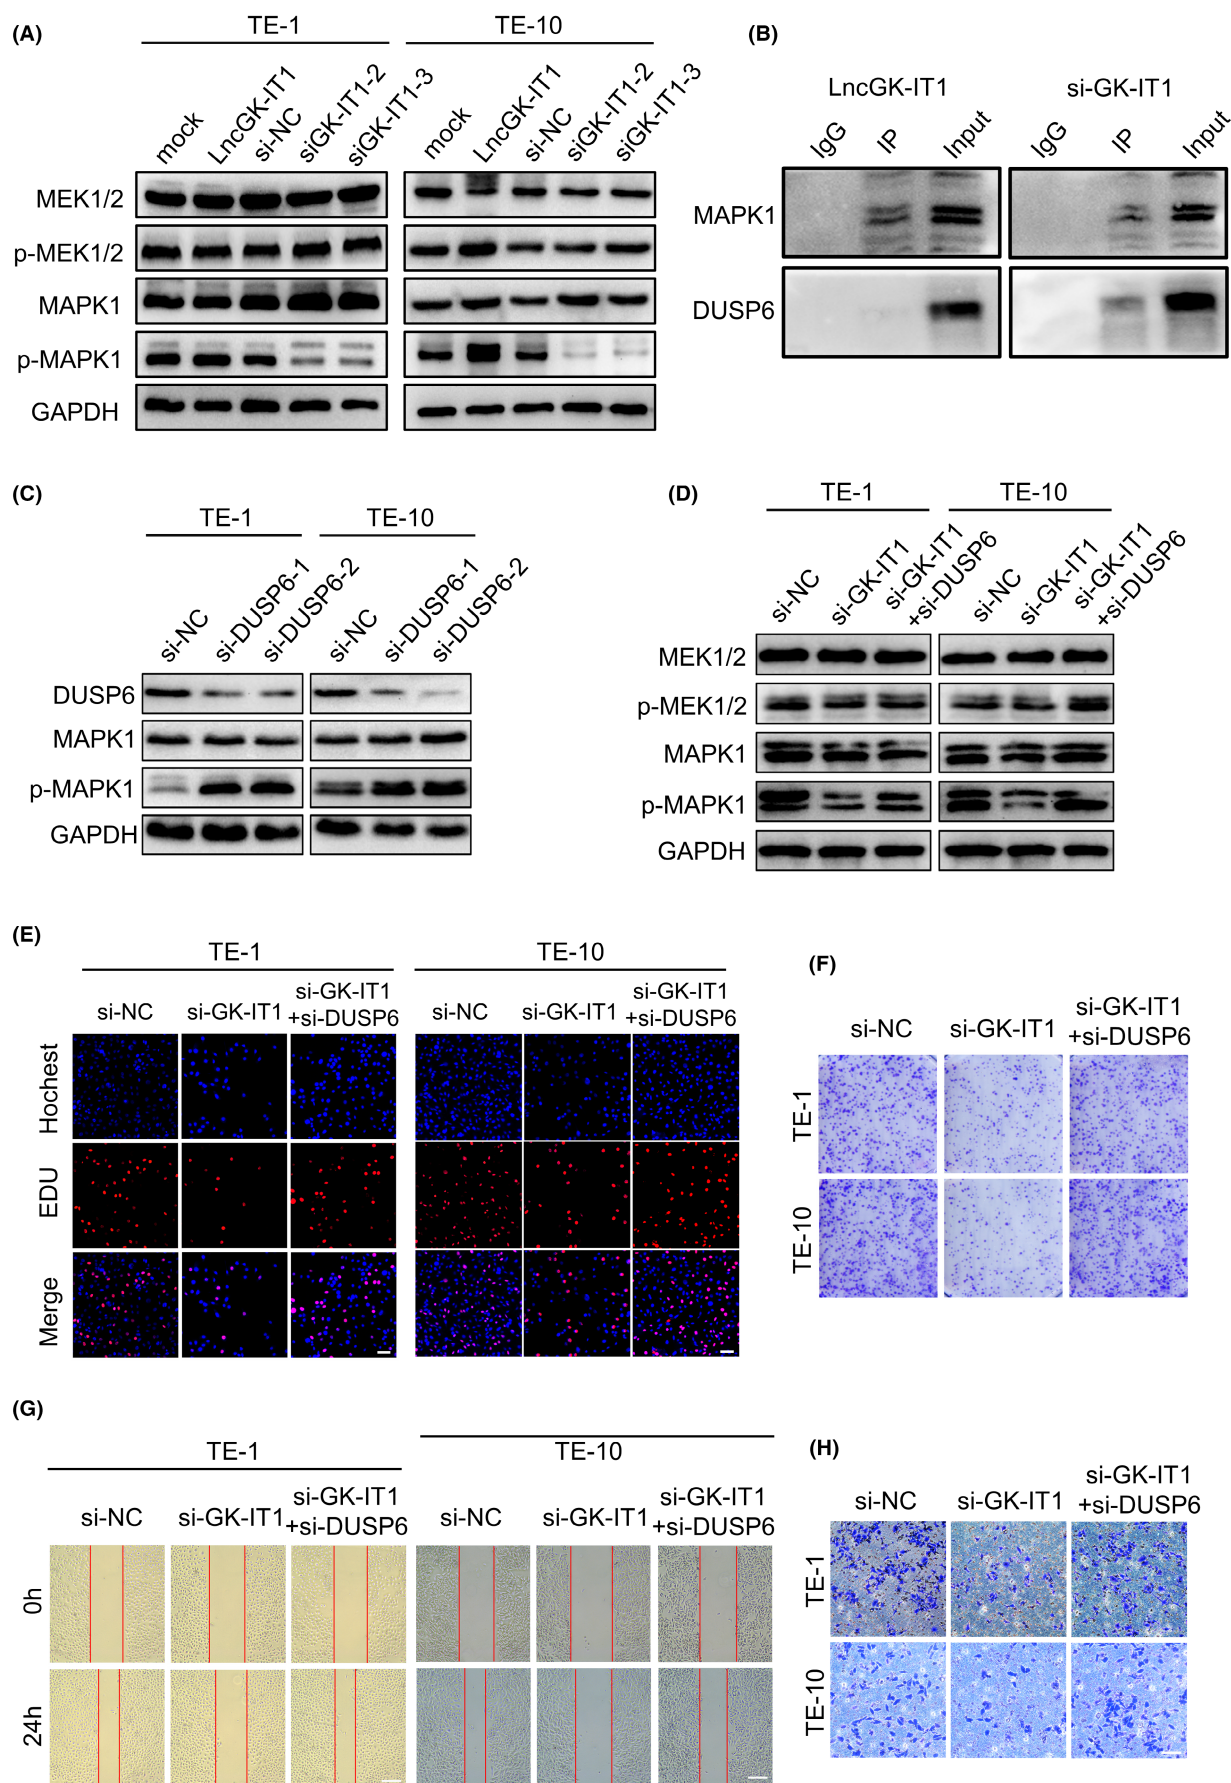 (A)
TE-1
TE-10
mock
LncGK-IT1
si-NC
siGK-IT1-2
siGK-IT1-3
mock
LncGK-IT1
si-NC
siGK-IT1-2
siGK-IT1-3
MEK1/2
p-MEK1/2
MAPK1
p-MAPK1
GAPDH
(B)
LncGK-IT1
si-GK-IT1
IgG
IP
Input
IgG
IP
Input
MAPK1
DUSP6
(C)
TE-1
TE-10
si-NC
si-DUSP6-1
si-DUSP6-2
si-NC
si-DUSP6-1
si-DUSP6-2
DUSP6
MAPK1
p-MAPK1
GAPDH
(D)
TE-1
TE-10
si-NC
si-GK-IT1
si-GK-IT1
+si-DUSP6
si-NC
si-GK-IT1
si-GK-IT1
+si-DUSP6
MEK1/2
p-MEK1/2
MAPK1
p-MAPK1
GAPDH
(E)
TE-1
TE-10
si-NC
si-GK-IT1
si-GK-IT1
+si-DUSP6
si-NC
si-GK-IT1
si-GK-IT1
+si-DUSP6
Hochest
EDU
Merge
(F)
si-NC
si-GK-IT1
si-GK-IT1
+si-DUSP6
TE-1
TE-10
(G)
TE-1
TE-10
si-NC
si-GK-IT1
si-GK-IT1
+si-DUSP6
si-NC
si-GK-IT1
si-GK-IT1
+si-DUSP6
0h
24h
(H)
si-NC
si-GK-IT1
si-GK-IT1
+si-DUSP6
TE-1
TE-10